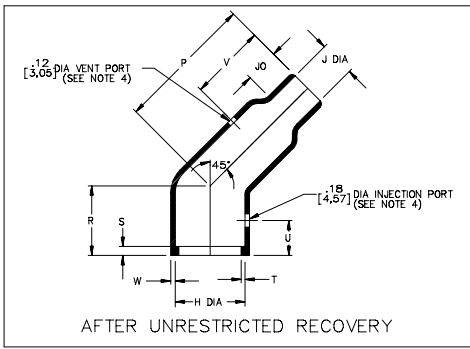 P
V
JO
J DIA
.12
[3,05] DIA VENT PORT
(SEE NOTE 4)
45°
.18
[4,57] DIA INJECTION PORT
(SEE NOTE 4)
R
S
U
W
T
H DIA
AFTER UNRESTRICTED RECOVERY